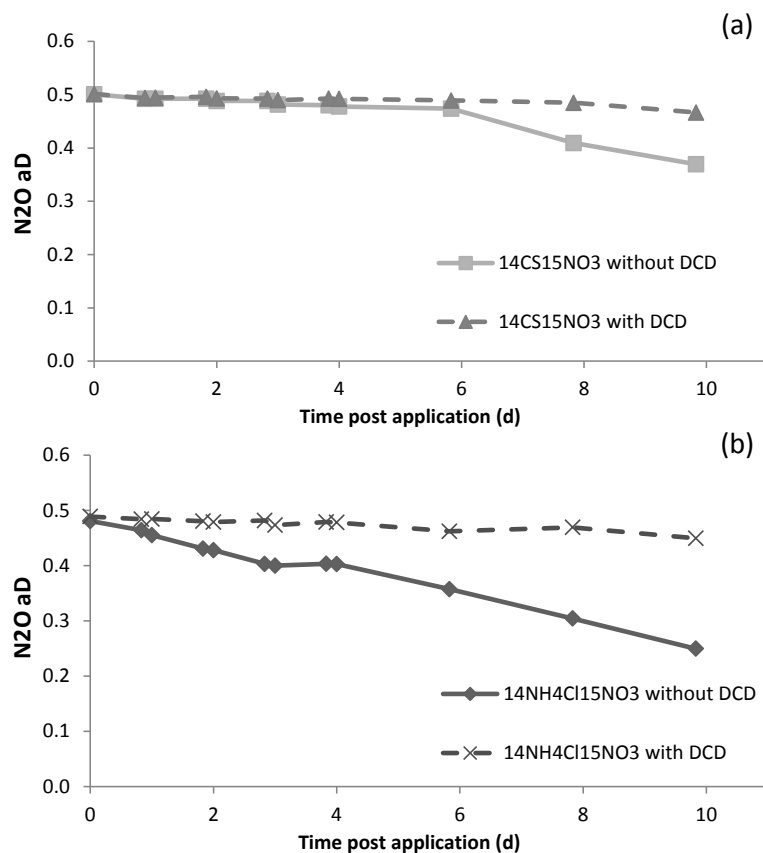 (a)
0.6
0.5
0.4
0.3
0.2
0.1
0.0
N2O aD
14CS15NO3 without DCD
14CS15NO3 with DCD
0 2 4 6 8 10
Time post application (d)
(b)
0.6
0.5
0.4
0.3
0.2
0.1
0.0
N2O aD
14NH4Cl15NO3 without DCD
14NH4Cl15NO3 with DCD
0 2 4 6 8 10
Time post application (d)